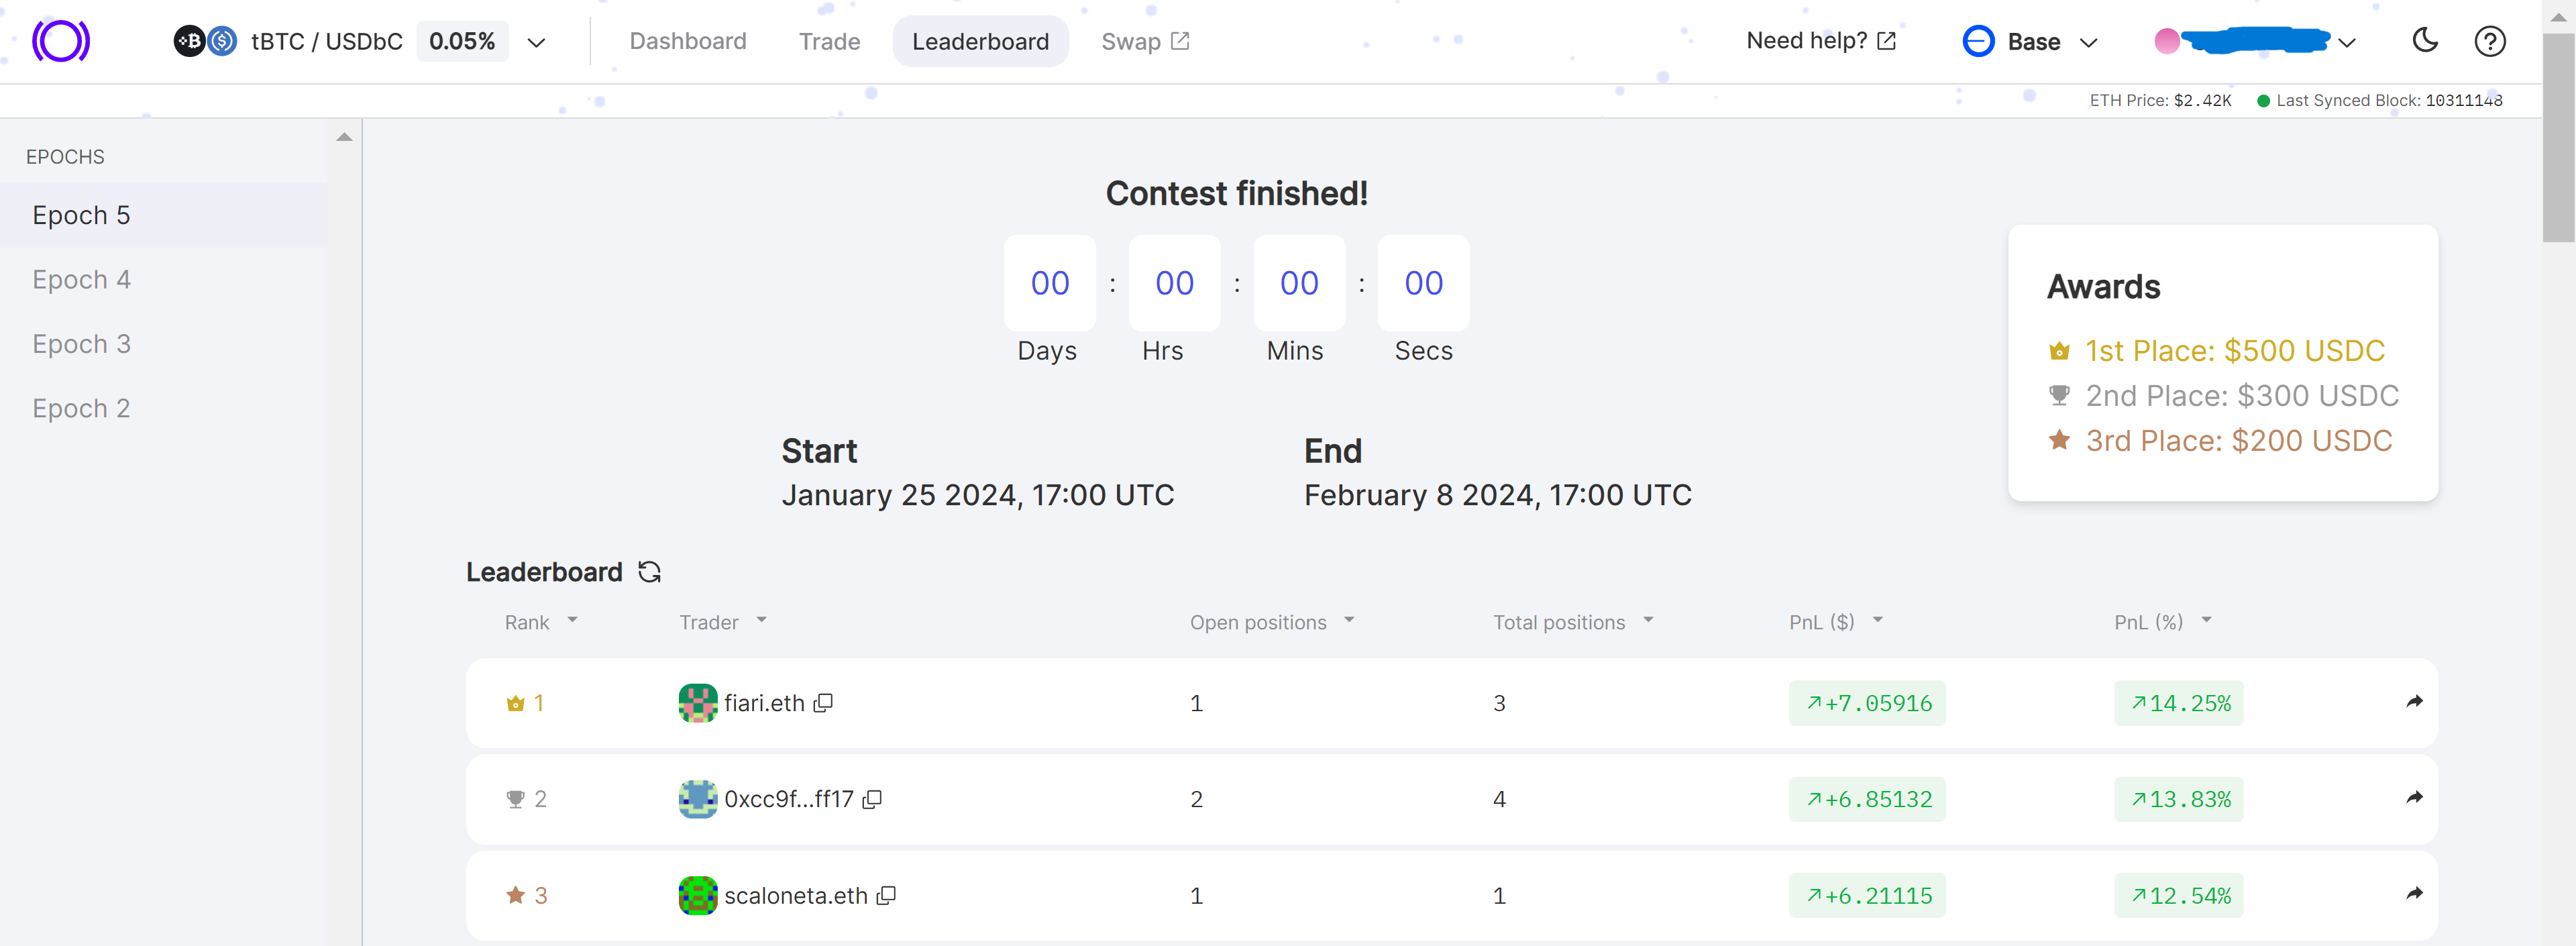 tBTC / USDbC 0.05% Dashboard Trade Leaderboard Swap Need help? Base
ETH Price: $2.42K Last Synced Block: 10311148
EPOCHS
Epoch 5
Epoch 4
Epoch 3
Epoch 2
Contest finished!
00 : 00 : 00 : 00
Days Hrs Mins Secs
Start
January 25 2024, 17:00 UTC
End
February 8 2024, 17:00 UTC
Awards
1st Place: $500 USDC
2nd Place: $300 USDC
3rd Place: $200 USDC
Leaderboard
Rank Trader Open positions Total positions PnL ($) PnL (%)
1 fiari.eth 1 3 +7.05916 14.25%
2 0xcc9f...ff17 2 4 +6.85132 13.83%
3 scaloneta.eth 1 1 +6.21115 12.54%